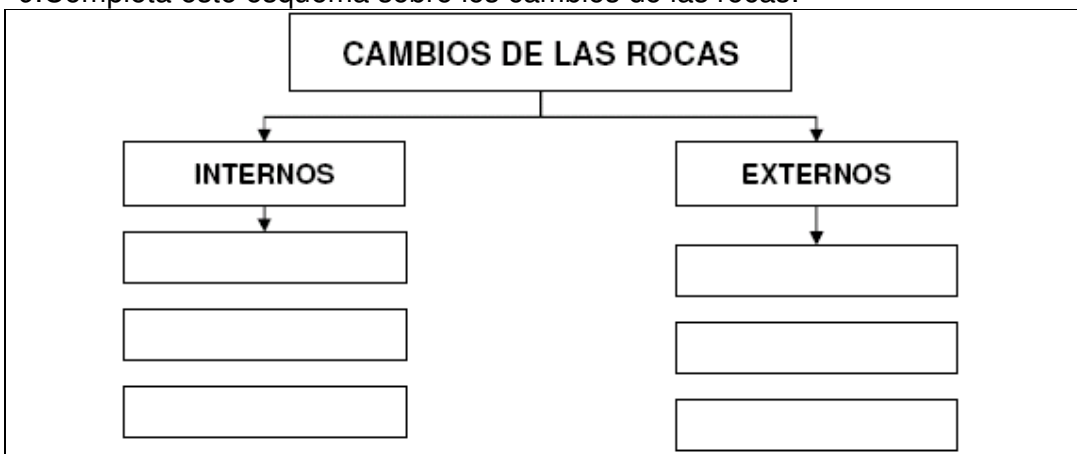 Completa este esquema sobre los cambios de las rocas.
CAMBIOS DE LAS ROCAS
INTERNOS
EXTERNOS